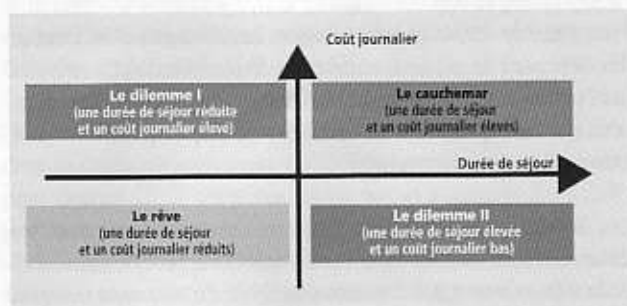 Coût journalier
Le dilemme I
(une durée de séjour réduite
et un coût journalier élevé)
Le cauchemar
(une durée de séjour
et un coût journalier élevés)
Durée de séjour
Le rêve
(une durée de séjour
et un coût journalier réduits)
Le dilemme II
(une durée de séjour élevée
et un coût journalier bas)